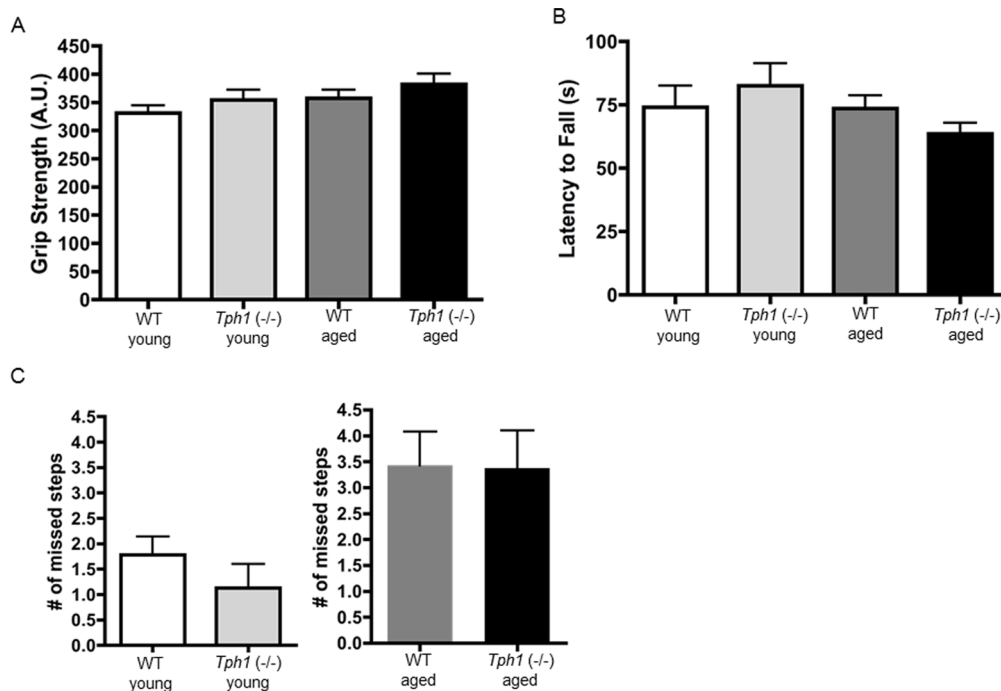 A
Grip Strength (A.U.)
450
400
350
300
250
200
150
100
50
0
WT
young
Tph1 (-/-)
young
WT
aged
Tph1 (-/-)
aged
B
Latency to Fall (s)
100
75
50
25
0
WT
young
Tph1 (-/-)
young
WT
aged
Tph1 (-/-)
aged
C
# of missed steps
4.5
4.0
3.5
3.0
2.5
2.0
1.5
1.0
0.5
0.0
WT
young
Tph1 (-/-)
young
# of missed steps
4.5
4.0
3.5
3.0
2.5
2.0
1.5
1.0
0.5
0.0
WT
aged
Tph1 (-/-)
aged